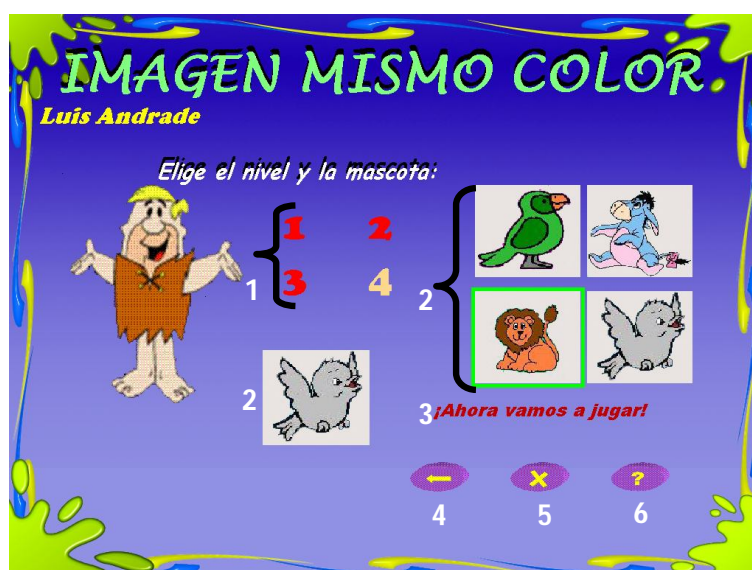 IMAGEN MISMO COLOR
Luis Andrade
Elige el nivel y la mascota:
1 2
1 3 4
2
2
3 ¡Ahora vamos a jugar!
← X ?
4 5 6